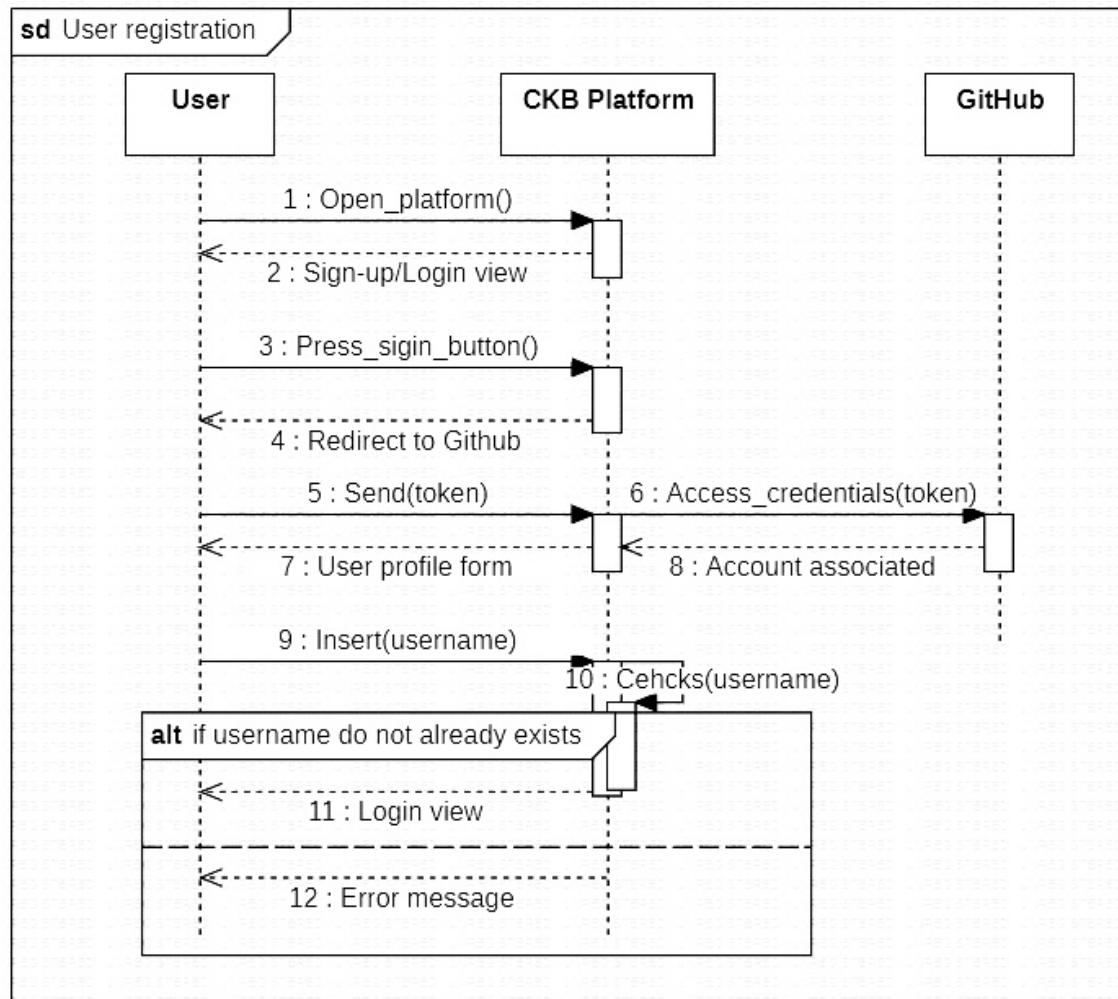 sd User registration
User
CKB Platform
GitHub
1 : Open_platform()
2 : Sign-up/Login view
3 : Press_sigin_button()
4 : Redirect to Github
5 : Send(token)
6 : Access_credentials(token)
7 : User profile form
8 : Account associated
9 : Insert(username)
10 : Cehcks(username)
alt if username do not already exists
11 : Login view
12 : Error message